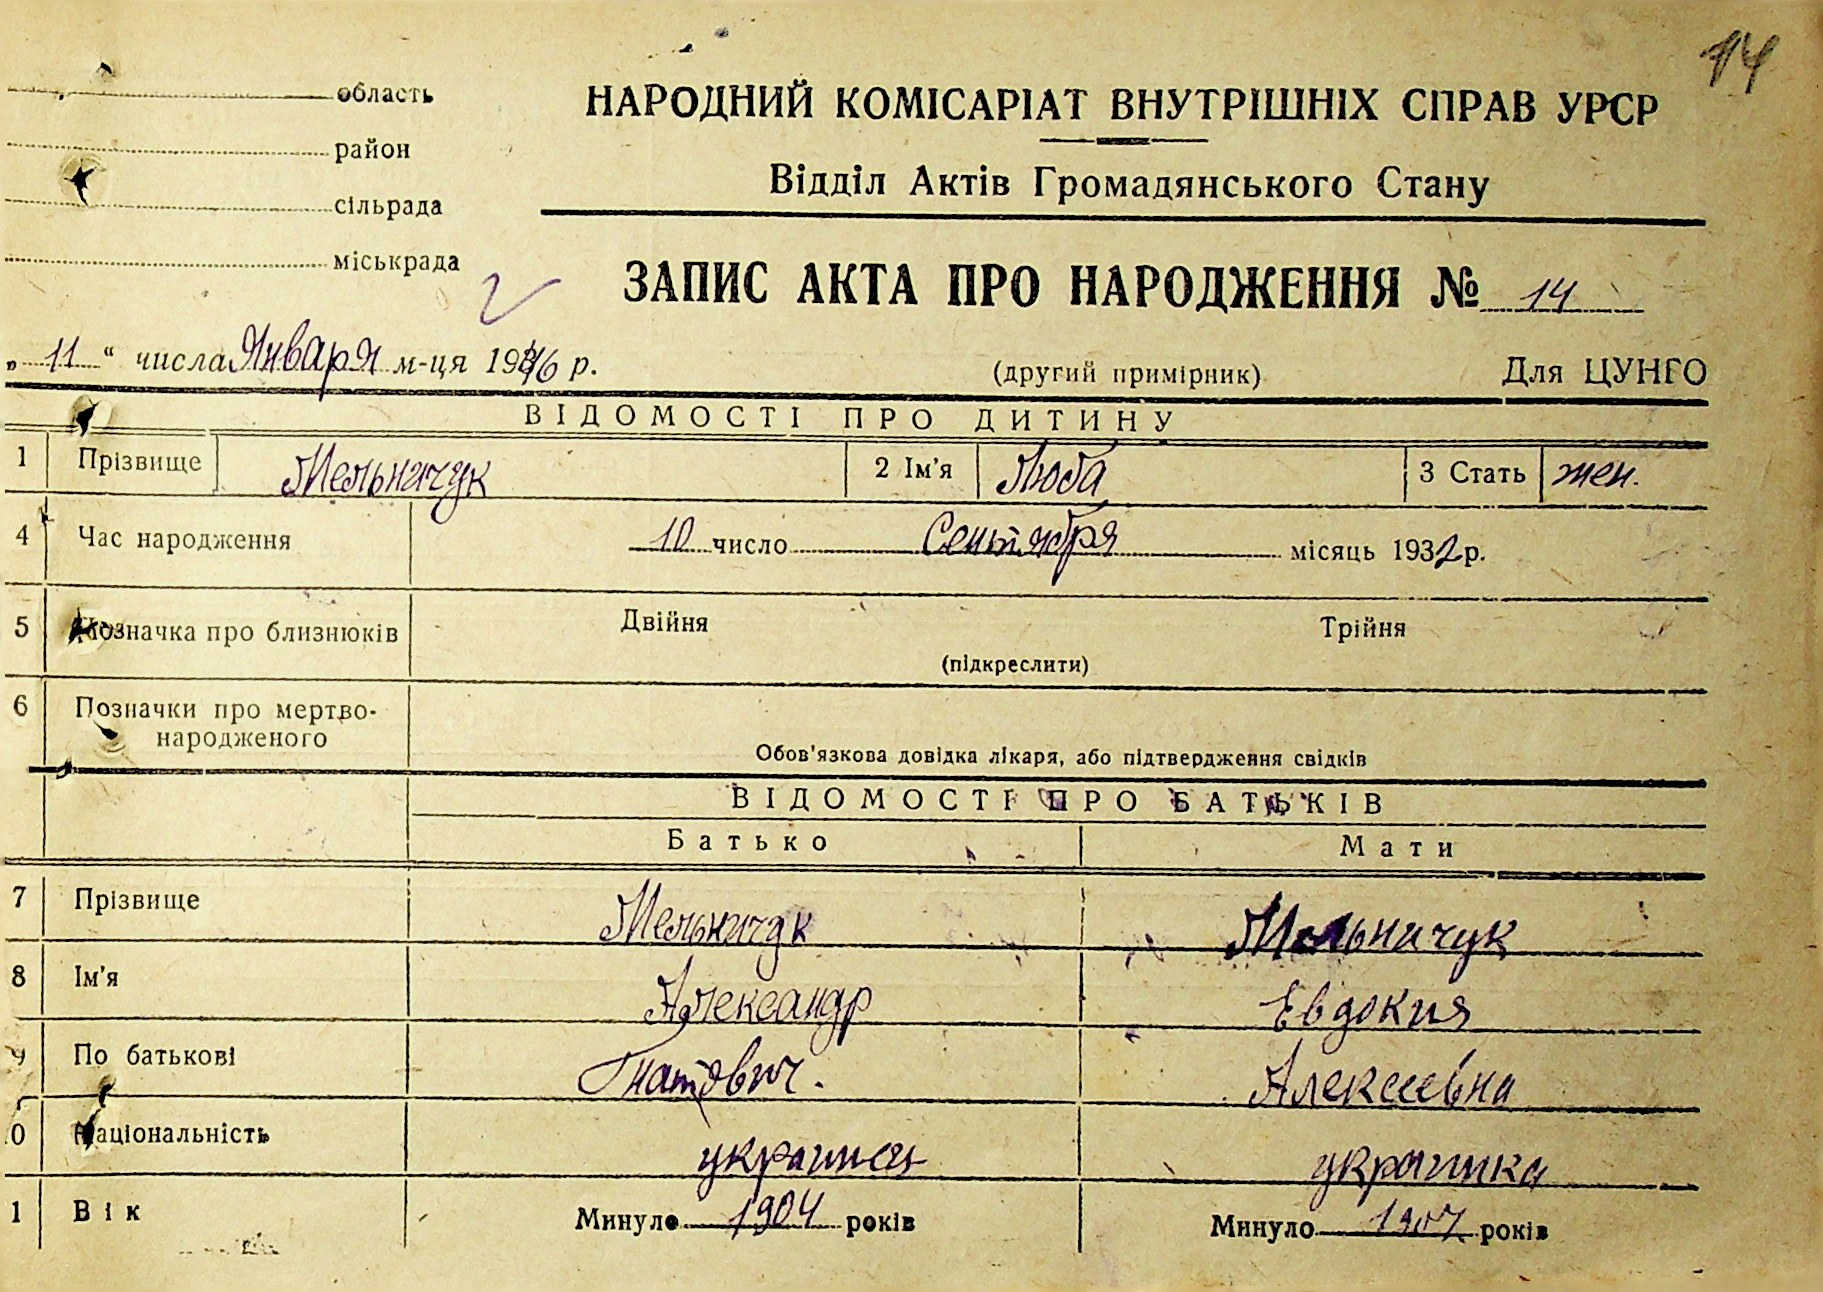 14
область
район
сільрада
міськрада
НАРОДНИЙ КОМІСАРІАТ ВНУТРІШНІХ СПРАВ УРСР
Відділ Актів Громадянського Стану
ЗАПИС АКТА ПРО НАРОДЖЕННЯ № 14
„ 11 “ числа Января м-ця 1946 р.
(другий примірник) Для ЦУНГО
ВІДОМОСТІ ПРО ДИТИНУ
1 Прізвище Мельничук 2 Ім'я Люба 3 Стать жен.
4 Час народження 10 число Сентября місяць 1932 р.
5 Позначка про близнюків Двійня Трійня
(підкреслити)
6 Позначки про мертво-
народженого
Обов'язкова довідка лікаря, або підтвердження свідків
ВІДОМОСТІ ПРО БАТЬКІВ
Батько Мати
7 Прізвище Мельничук Мельничук
8 Ім'я Александр Евдокия
9 По батькові Гнатович. Алексеевна
0 Національність украинец украинка
1 Вік Минуло 1904 років Минуло 1907 років